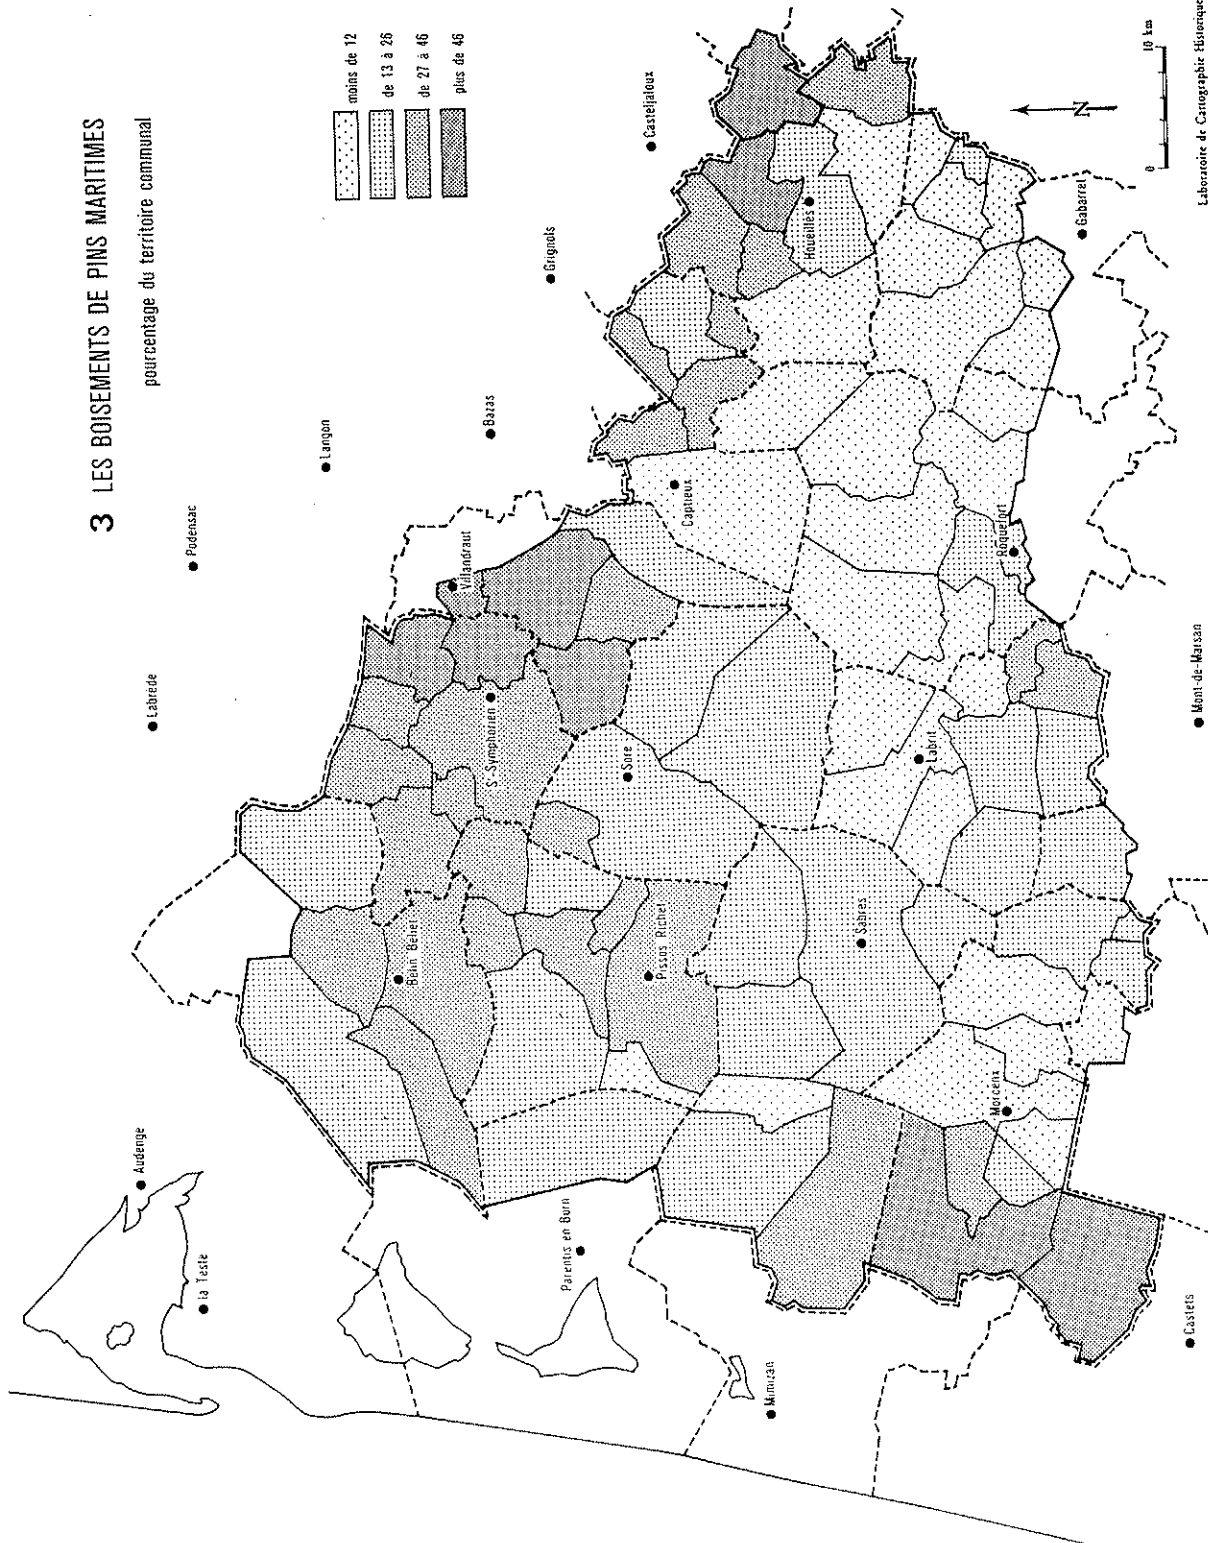 3 LES BOISEMENTS DE PINS MARITIMES
pourcentage du territoire communal
moins de 12
de 13 à 26
de 27 à 46
plus de 46
Audenge
la Teste
Labrède
Podensac
Langon
Villandraut
Belin Beliet
St-Symphorien
Bazas
Grignols
Parentis en Born
Pissos Richet
Sore
Captieux
Casteljaloux
Mimizan
Sabres
Labrit
Houeillès
Morcenx
Roquefort
Gabarret
Castets
Mont-de-Marsan
N
0 10 km
Laboratoire de Cartographie Historique